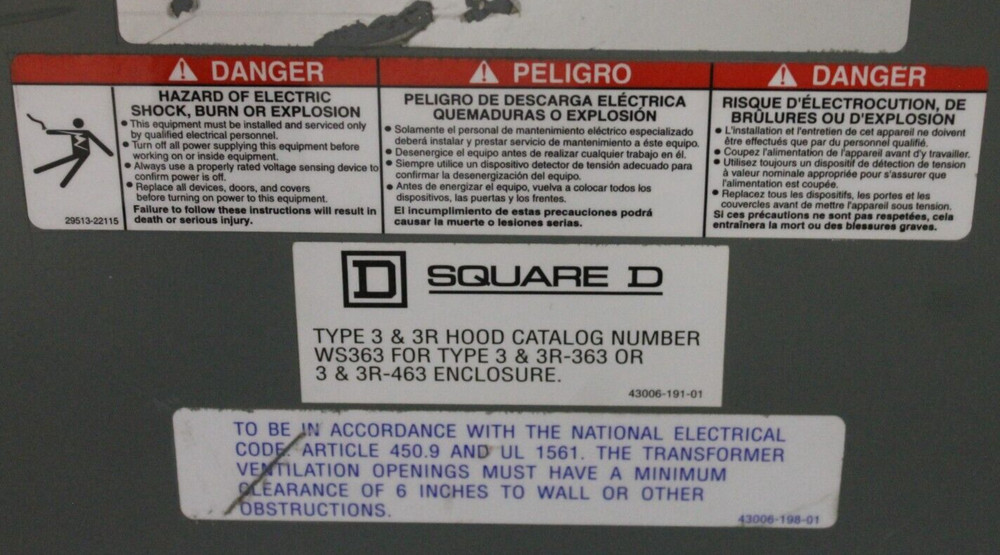 DANGER
HAZARD OF ELECTRIC
SHOCK, BURN OR EXPLOSION
• This equipment must be installed and serviced only
by qualified electrical personnel.
• Turn off all power supplying this equipment before
working on or inside equipment.
• Always use a properly rated voltage sensing device to
confirm power is off.
• Replace all devices, doors, and covers
before turning on power to this equipment.
Failure to follow these instructions will result in
death or serious injury.
29513-22115
PELIGRO
PELIGRO DE DESCARGA ELÉCTRICA
QUEMADURAS O EXPLOSIÓN
• Solamente el personal de mantenimiento eléctrico especializado
deberá instalar y prestar servicio de mantenimiento a éste equipo.
• Desenergice el equipo antes de realizar cualquier trabajo en él.
• Siempre utilice un dispositivo detector de tensión adecuado para
confirmar la desenergización del equipo.
• Antes de energizar el equipo, vuelva a colocar todos los
dispositivos, las puertas y los frentes.
El incumplimiento de estas precauciones podrá
causar la muerte o lesiones serias.
DANGER
RISQUE D'ÉLECTROCUTION, DE
BRÛLURES OU D'EXPLOSION
• L'installation et l'entretien de cet appareil ne doivent
être effectués que par du personnel qualifié.
• Coupez l'alimentation de l'appareil avant d'y travailler.
• Utilisez toujours un dispositif de détection de tension
à valeur nominale appropriée pour s'assurer que
l'alimentation est coupée.
• Replacez tous les dispositifs, les portes et les
couvercles avant de mettre l'appareil sous tension.
Si ces précautions ne sont pas respetées, cela
entraînera la mort ou des blessures graves.
D SQUARE D
TYPE 3 & 3R HOOD CATALOG NUMBER
WS363 FOR TYPE 3 & 3R-363 OR
3 & 3R-463 ENCLOSURE.
43006-191-01
TO BE IN ACCORDANCE WITH THE NATIONAL ELECTRICAL
CODE: ARTICLE 450.9 AND UL 1561. THE TRANSFORMER
VENTILATION OPENINGS MUST HAVE A MINIMUM
CLEARANCE OF 6 INCHES TO WALL OR OTHER
OBSTRUCTIONS.
43006-198-01